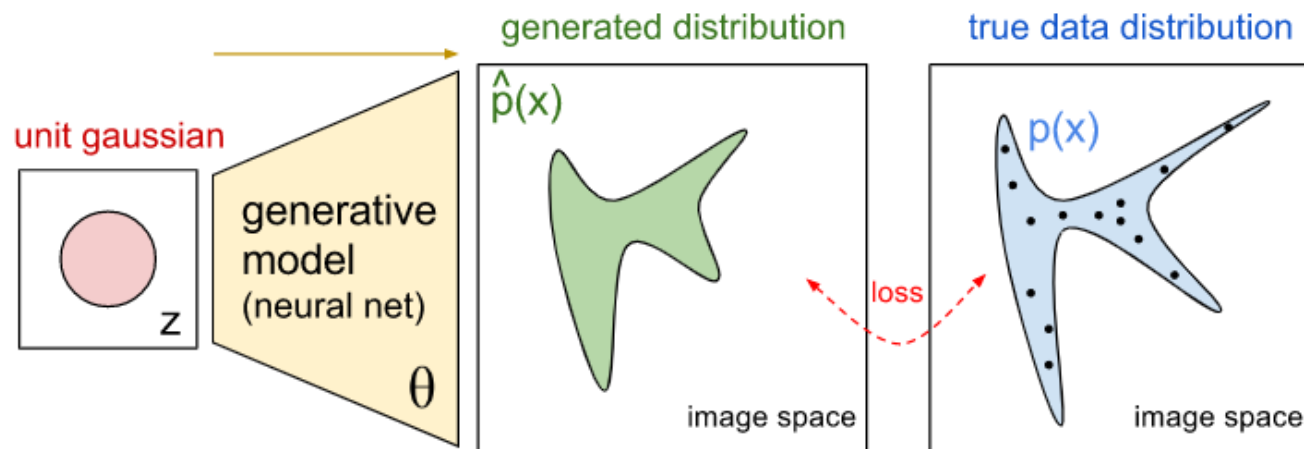 unit gaussian
z
generative
model
(neural net)
θ
generated distribution
p̂(x)
image space
loss
true data distribution
p(x)
image space